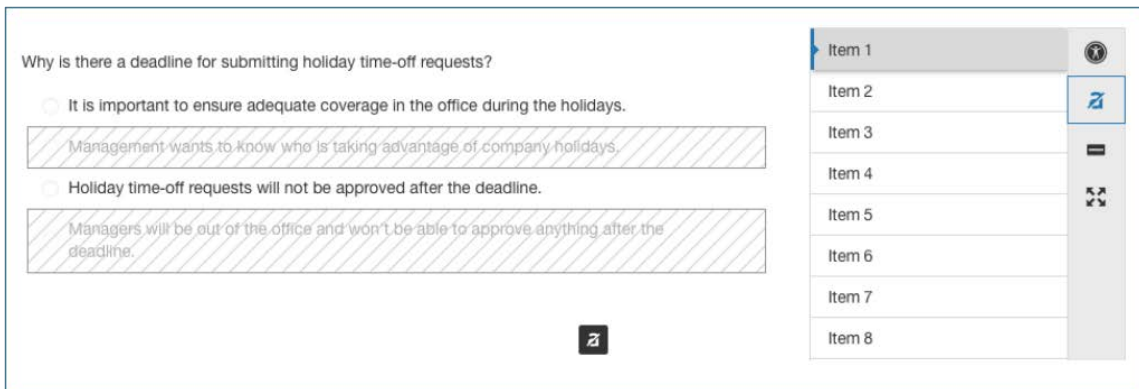 Why is there a deadline for submitting holiday time-off requests?
It is important to ensure adequate coverage in the office during the holidays.
Management wants to know who is taking advantage of company holidays.
Holiday time-off requests will not be approved after the deadline.
Managers will be out of the office and won't be able to approve anything after the
deadline.
Item 1
Item 2
Item 3
Item 4
Item 5
Item 6
Item 7
Item 8